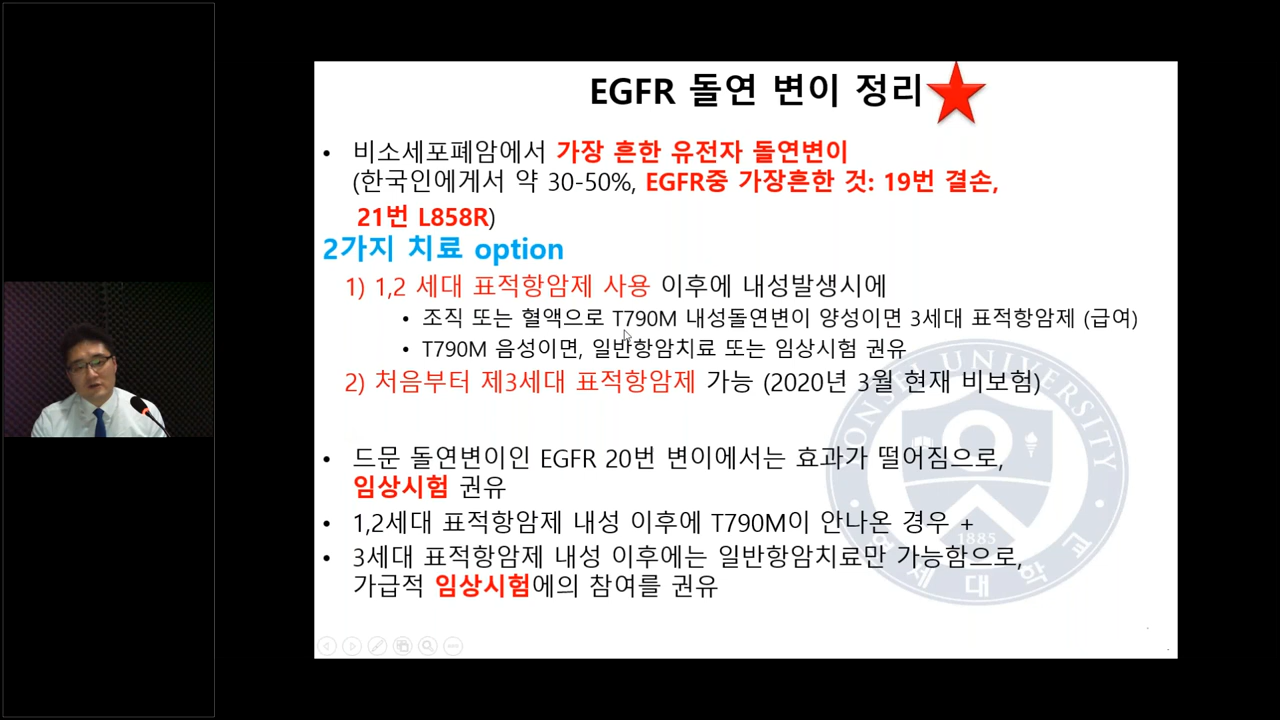 EGFR 돌연 변이 정리
• 비소세포폐암에서 가장 흔한 유전자 돌연변이
(한국인에게서 약 30-50%, EGFR중 가장흔한 것: 19번 결손,
21번 L858R)
2가지 치료 option
1) 1,2 세대 표적항암제 사용 이후에 내성발생시에
• 조직 또는 혈액으로 T790M 내성돌연변이 양성이면 3세대 표적항암제 (급여)
• T790M 음성이면, 일반항암치료 또는 임상시험 권유
2) 처음부터 제3세대 표적항암제 가능 (2020년 3월 현재 비보험)
• 드문 돌연변이인 EGFR 20번 변이에서는 효과가 떨어짐으로,
임상시험 권유
• 1,2세대 표적항암제 내성 이후에 T790M이 안나온 경우 +
• 3세대 표적항암제 내성 이후에는 일반항암치료만 가능함으로,
가급적 임상시험에의 참여를 권유
YONSEI UNIVERSITY
1885
연세대학교